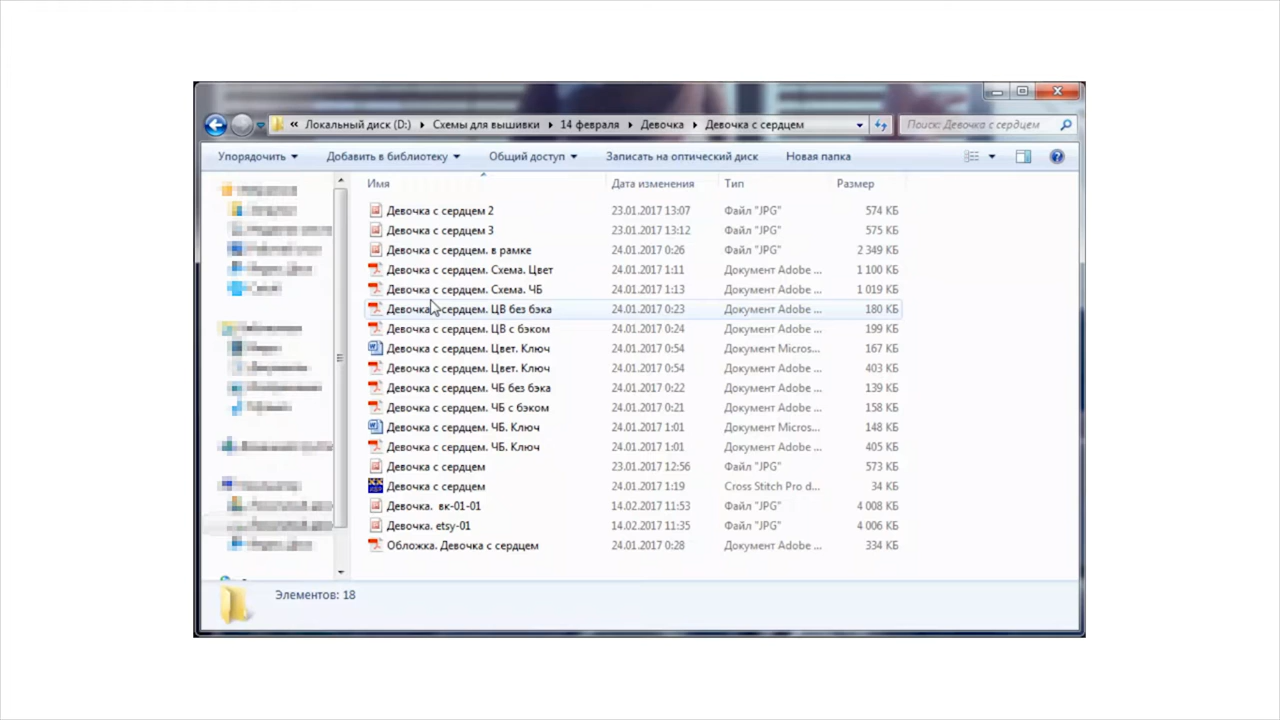 « Локальный диск (D:) ▸ Схемы для вышивки ▸ 14 февраля ▸ Девочка ▸ Девочка с сердцем Поиск: Девочка с сердцем
Упорядочить Добавить в библиотеку Общий доступ Записать на оптический диск Новая папка
Имя Дата изменения Тип Размер
Девочка с сердцем 2 23.01.2017 13:07 Файл "JPG" 574 КБ
Девочка с сердцем 3 23.01.2017 13:12 Файл "JPG" 575 КБ
Девочка с сердцем. в рамке 24.01.2017 0:26 Файл "JPG" 2 349 КБ
Девочка с сердцем. Схема. Цвет 24.01.2017 1:11 Документ Adobe ... 1 100 КБ
Девочка с сердцем. Схема. ЧБ 24.01.2017 1:13 Документ Adobe ... 1 019 КБ
Девочка с сердцем. ЦВ без бэка 24.01.2017 0:23 Документ Adobe ... 180 КБ
Девочка с сердцем. ЦВ с бэком 24.01.2017 0:24 Документ Adobe ... 199 КБ
Девочка с сердцем. Цвет. Ключ 24.01.2017 0:54 Документ Micros... 167 КБ
Девочка с сердцем. Цвет. Ключ 24.01.2017 0:54 Документ Adobe ... 403 КБ
Девочка с сердцем. ЧБ без бэка 24.01.2017 0:22 Документ Adobe ... 139 КБ
Девочка с сердцем. ЧБ с бэком 24.01.2017 0:21 Документ Adobe ... 158 КБ
Девочка с сердцем. ЧБ. Ключ 24.01.2017 1:01 Документ Micros... 148 КБ
Девочка с сердцем. ЧБ. Ключ 24.01.2017 1:01 Документ Adobe ... 405 КБ
Девочка с сердцем 23.01.2017 12:56 Файл "JPG" 573 КБ
Девочка с сердцем 24.01.2017 1:19 Cross Stitch Pro d... 34 КБ
Девочка. вк-01-01 14.02.2017 11:53 Файл "JPG" 4 008 КБ
Девочка. etsy-01 14.02.2017 11:35 Файл "JPG" 4 006 КБ
Обложка. Девочка с сердцем 24.01.2017 0:28 Документ Adobe ... 334 КБ
Элементов: 18